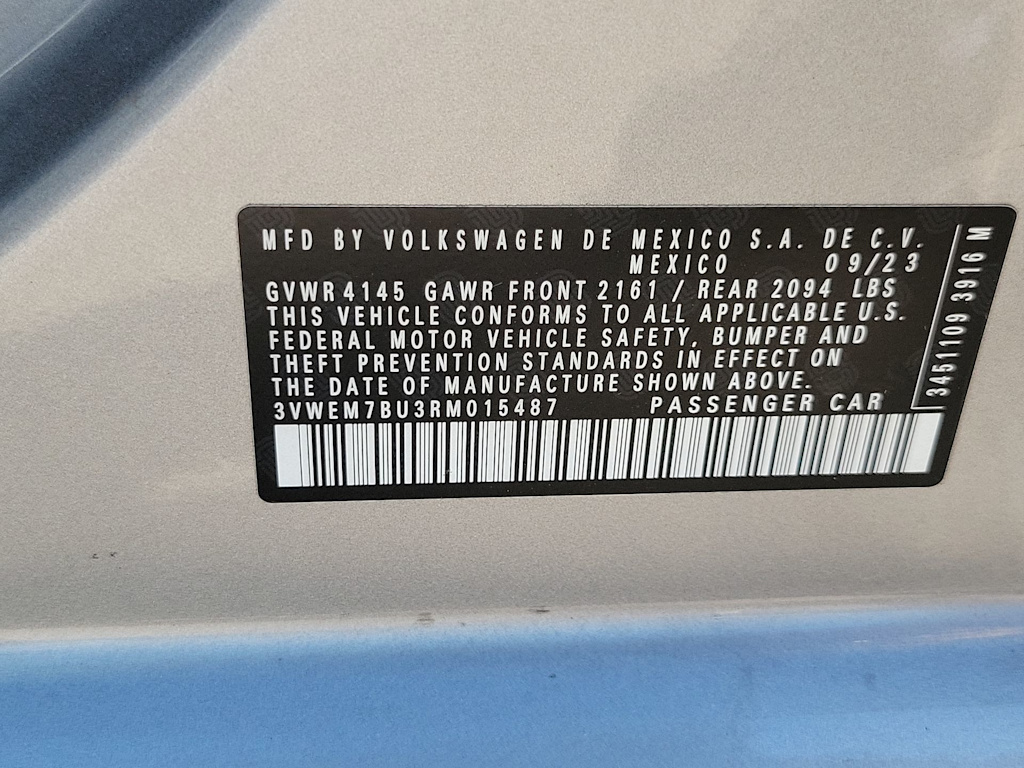 MFD BY VOLKSWAGEN DE MEXICO S.A. DE C.V.
MEXICO 09/23
GVWR 4145 GAWR FRONT 2161 / REAR 2094 LBS
THIS VEHICLE CONFORMS TO ALL APPLICABLE U.S.
FEDERAL MOTOR VEHICLE SAFETY, BUMPER AND
THEFT PREVENTION STANDARDS IN EFFECT ON
THE DATE OF MANUFACTURE SHOWN ABOVE.
3VWEM7BU3RM015487 PASSENGER CAR
3451109 3916 M